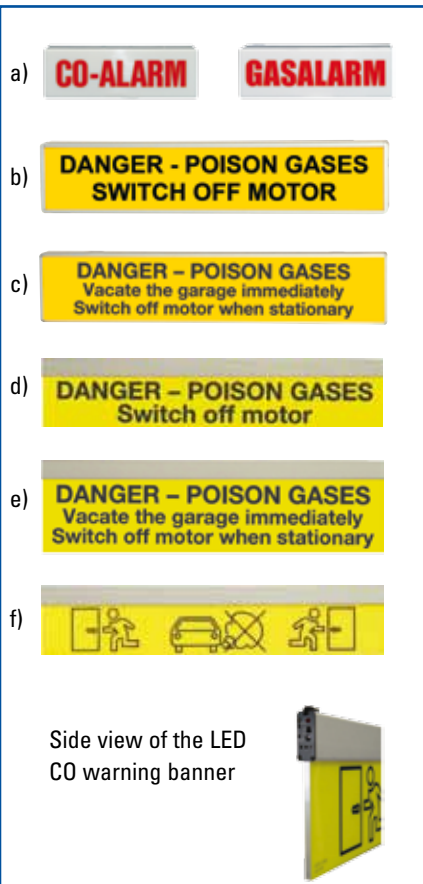 a)
CO-ALARM GASALARM
b)
DANGER - POISON GASES
SWITCH OFF MOTOR
c)
DANGER – POISON GASES
Vacate the garage immediately
Switch off motor when stationary
d)
DANGER – POISON GASES
Switch off motor
e)
DANGER – POISON GASES
Vacate the garage immediately
Switch off motor when stationary
f)
Side view of the LED
CO warning banner